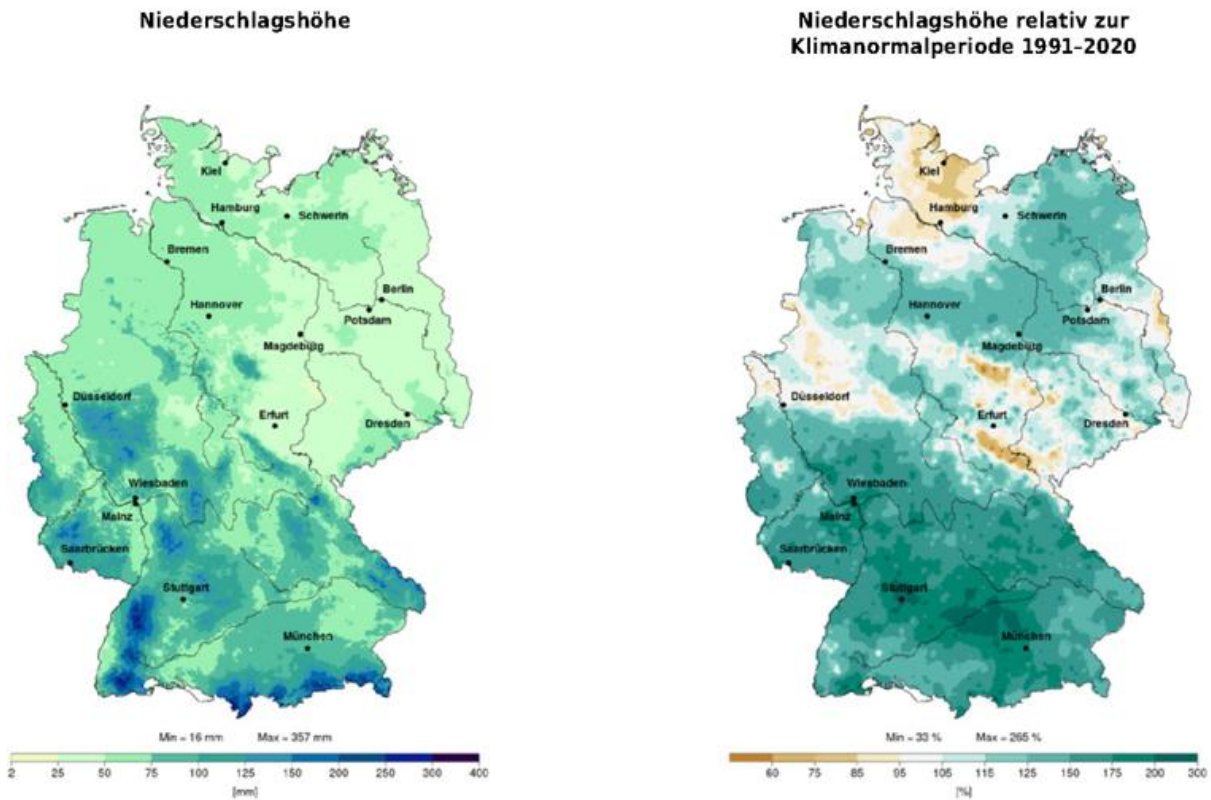 Niederschlagshöhe
Kiel
Hamburg
Schwerin
Bremen
Hannover
Berlin
Potsdam
Magdeburg
Düsseldorf
Erfurt
Dresden
Wiesbaden
Mainz
Saarbrücken
Stuttgart
München
Min = 16 mm Max = 357 mm
2 25 50 75 100 125 150 200 250 300 400
[mm]
Niederschlagshöhe relativ zur
Klimanormalperiode 1991–2020
Kiel
Hamburg
Schwerin
Bremen
Hannover
Berlin
Potsdam
Magdeburg
Düsseldorf
Erfurt
Dresden
Wiesbaden
Mainz
Saarbrücken
Stuttgart
München
Min = 33 % Max = 265 %
60 75 85 95 105 115 125 150 175 200 300
[%]